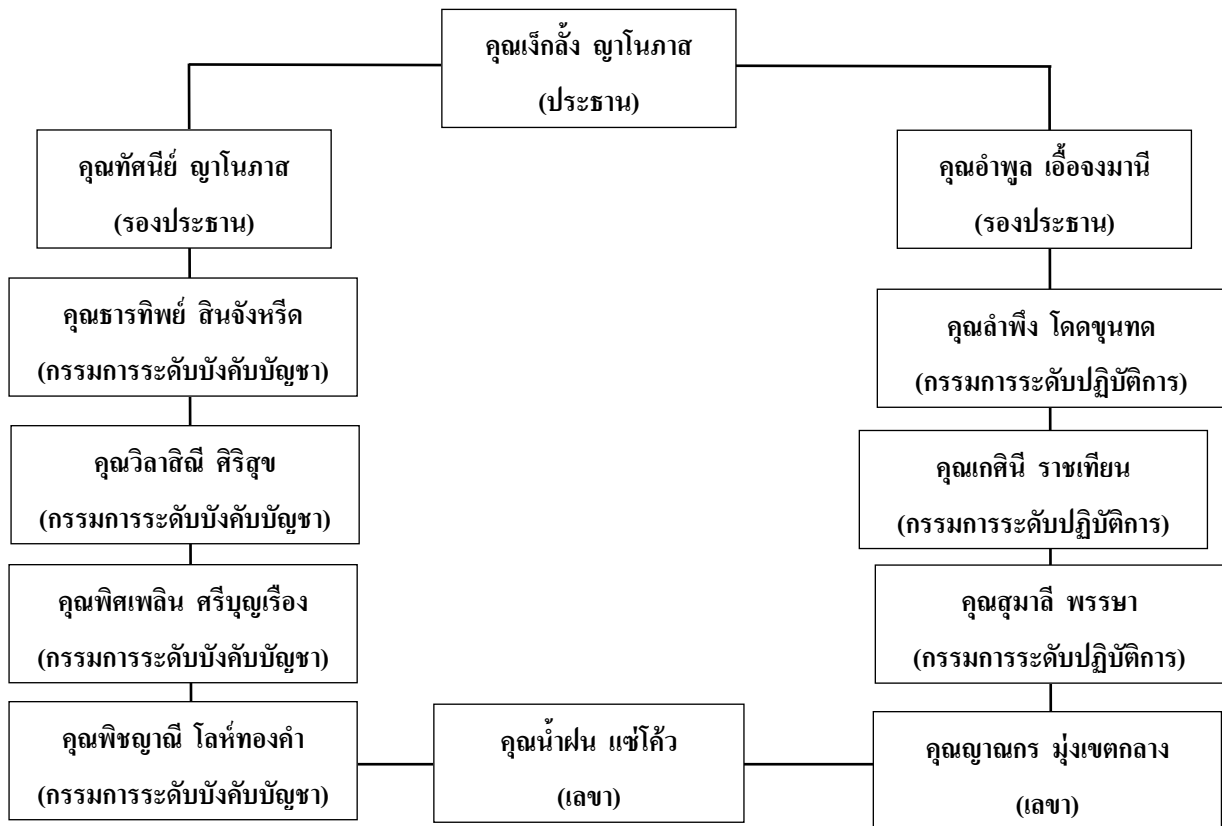 คุณเง็กลั้ง ญาโนภาส
(ประธาน)
คุณทัศนีย์ ญาโนภาส
(รองประธาน)
คุณอำพูล เอื้อจงมานี
(รองประธาน)
คุณธารทิพย์ สินจังหรีด
(กรรมการระดับบังคับบัญชา)
คุณลำพึง โดดขุนทด
(กรรมการระดับปฏิบัติการ)
คุณวิลาสิณี ศิริสุข
(กรรมการระดับบังคับบัญชา)
คุณเกศินี ราชเทียน
(กรรมการระดับปฏิบัติการ)
คุณพิศเพลิน ศรีบุญเรือง
(กรรมการระดับบังคับบัญชา)
คุณสุมาลี พรรษา
(กรรมการระดับปฏิบัติการ)
คุณพิชญาณี โลห์ทองคำ
(กรรมการระดับบังคับบัญชา)
คุณน้ำฝน แซ่โค้ว
(เลขา)
คุณญาณกร มุ่งเขตกลาง
(เลขา)